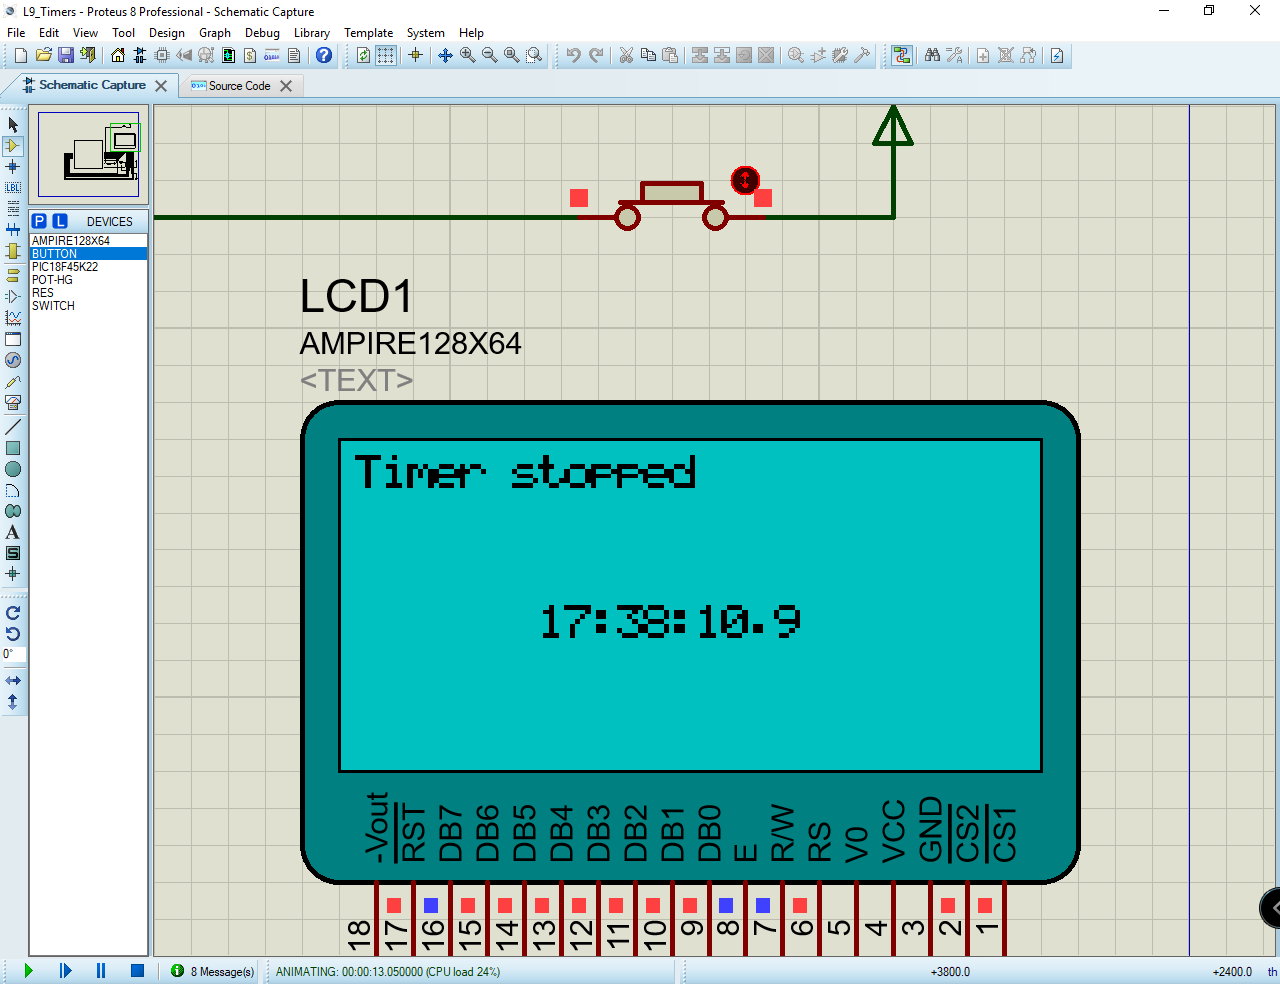 L9_Timers - Proteus 8 Professional - Schematic Capture
File Edit View Tool Design Graph Debug Library Template System Help
Schematic Capture
Source Code
LBL
P L DEVICES
AMPIRE128X64
BUTTON
PIC18F45K22
POT-HG
RES
SWITCH
A
S
0°
LCD1
AMPIRE128X64
<TEXT>
Timer stopped
17:38:10.9
-Vout RST DB7 DB6 DB5 DB4 DB3 DB2 DB1 DB0 E R/W RS V0 VCC GND CS2 CS1
18 17 16 15 14 13 12 11 10 9 8 7 6 5 4 3 2 1
8 Message(s) ANIMATING: 00:00:13.050000 (CPU load 24%) +3800.0 +2400.0 th